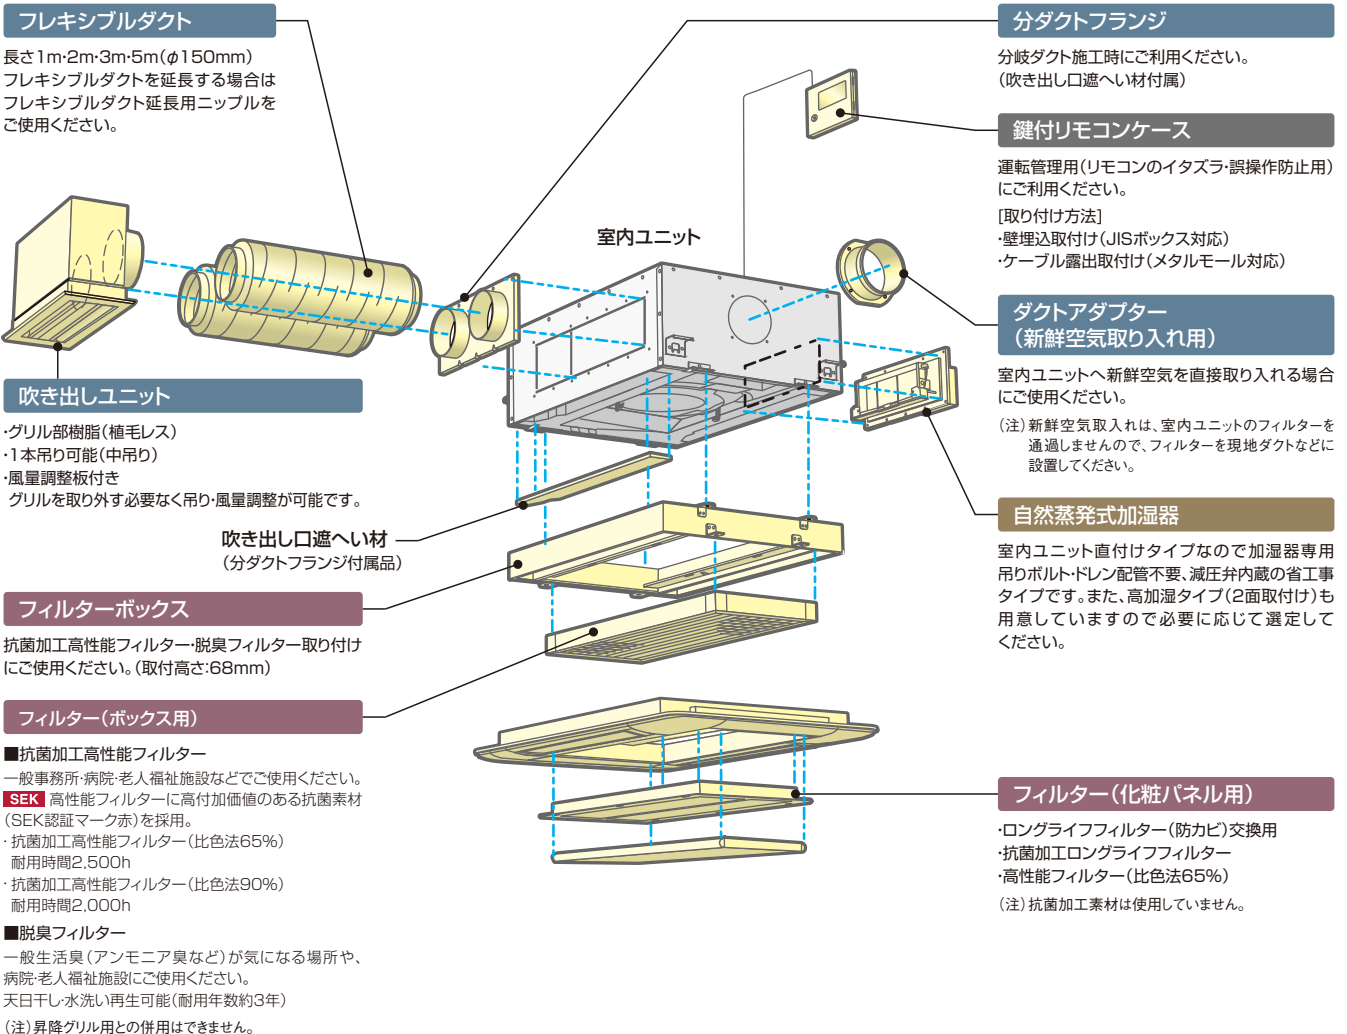 フレキシブルダクト
長さ1m・2m・3m・5m(φ150mm)
フレキシブルダクトを延長する場合は
フレキシブルダクト延長用ニップルを
ご使用ください。
吹き出しユニット
・グリル部樹脂(植毛レス)
・1本吊り可能(中吊り)
・風量調整板付き
グリルを取り外す必要なく吊り・風量調整が可能です。
室内ユニット
吹き出し口遮へい材
(分ダクトフランジ付属品)
フィルターボックス
抗菌加工高性能フィルター・脱臭フィルター取り付け
にご使用ください。(取付高さ:68mm)
フィルター(ボックス用)
■抗菌加工高性能フィルター
一般事務所・病院・老人福祉施設などでご使用ください。
SEK 高性能フィルターに高付加価値のある抗菌素材
(SEK認証マーク赤)を採用。
・抗菌加工高性能フィルター(比色法65%)
耐用時間2,500h
・抗菌加工高性能フィルター(比色法90%)
耐用時間2,000h
■脱臭フィルター
一般生活臭(アンモニア臭など)が気になる場所や、
病院・老人福祉施設にご使用ください。
天日干し・水洗い再生可能(耐用年数約3年)
(注)昇降グリル用との併用はできません。
分ダクトフランジ
分岐ダクト施工時にご利用ください。
(吹き出し口遮へい材付属)
鍵付リモコンケース
運転管理用(リモコンのイタズラ・誤操作防止用)
にご利用ください。
[取り付け方法]
・壁埋込取付け(JISボックス対応)
・ケーブル露出取付け(メタルモール対応)
ダクトアダプター
(新鮮空気取り入れ用)
室内ユニットへ新鮮空気を直接取り入れる場合
にご使用ください。
(注)新鮮空気取入れは、室内ユニットのフィルターを
通過しませんので、フィルターを現地ダクトなどに
設置してください。
自然蒸発式加湿器
室内ユニット直付けタイプなので加湿器専用
吊りボルト・ドレン配管不要、減圧弁内蔵の省工事
タイプです。また、高加湿タイプ(2面取付け)も
用意していますので必要に応じて選定して
ください。
フィルター(化粧パネル用)
・ロングライフフィルター(防カビ)交換用
・抗菌加工ロングライフフィルター
・高性能フィルター(比色法65%)
(注)抗菌加工素材は使用していません。